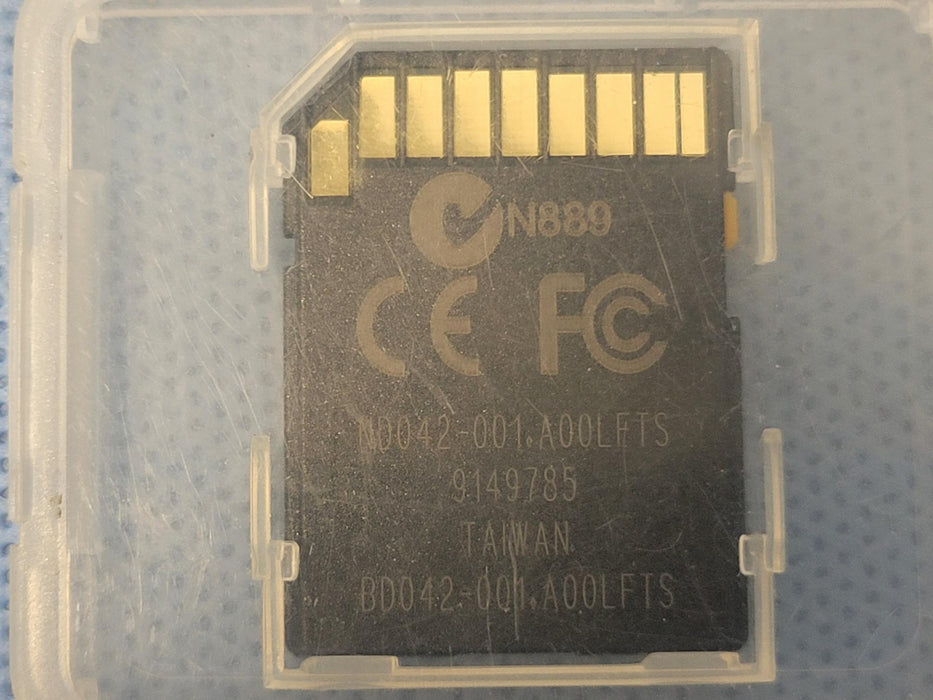 N889
CE FC
ND042-001.A00LFTS
9149785
TAIWAN
BD042-001.A00LFTS